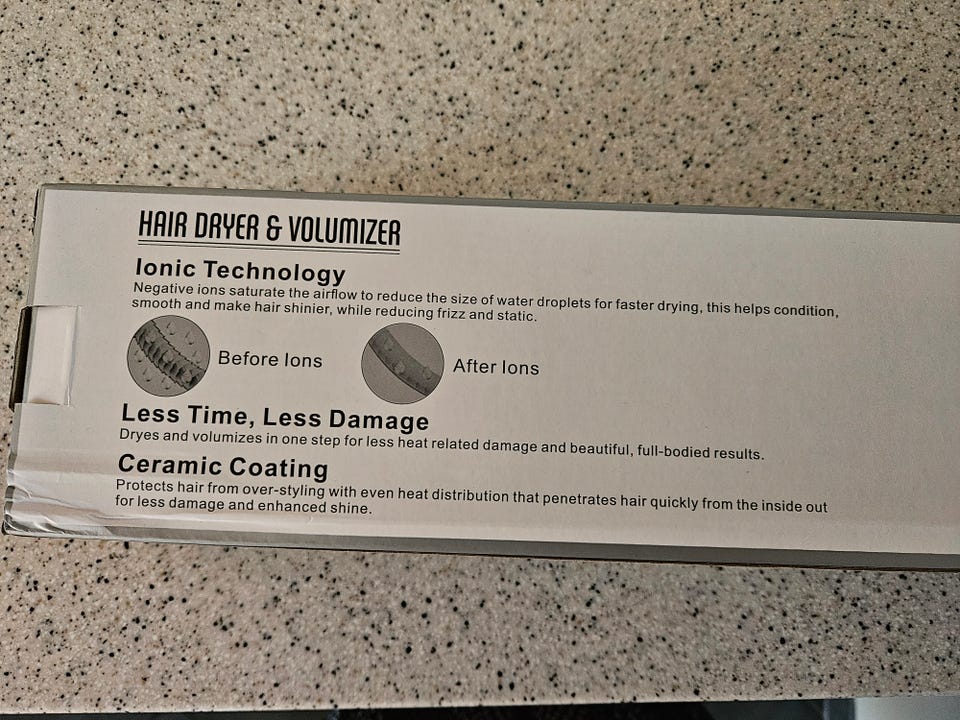 HAIR DRYER & VOLUMIZER
Ionic Technology
Negative ions saturate the airflow to reduce the size of water droplets for faster drying, this helps condition,
smooth and make hair shinier, while reducing frizz and static.
Before Ions
After Ions
Less Time, Less Damage
Dryes and volumizes in one step for less heat related damage and beautiful, full-bodied results.
Ceramic Coating
Protects hair from over-styling with even heat distribution that penetrates hair quickly from the inside out
for less damage and enhanced shine.